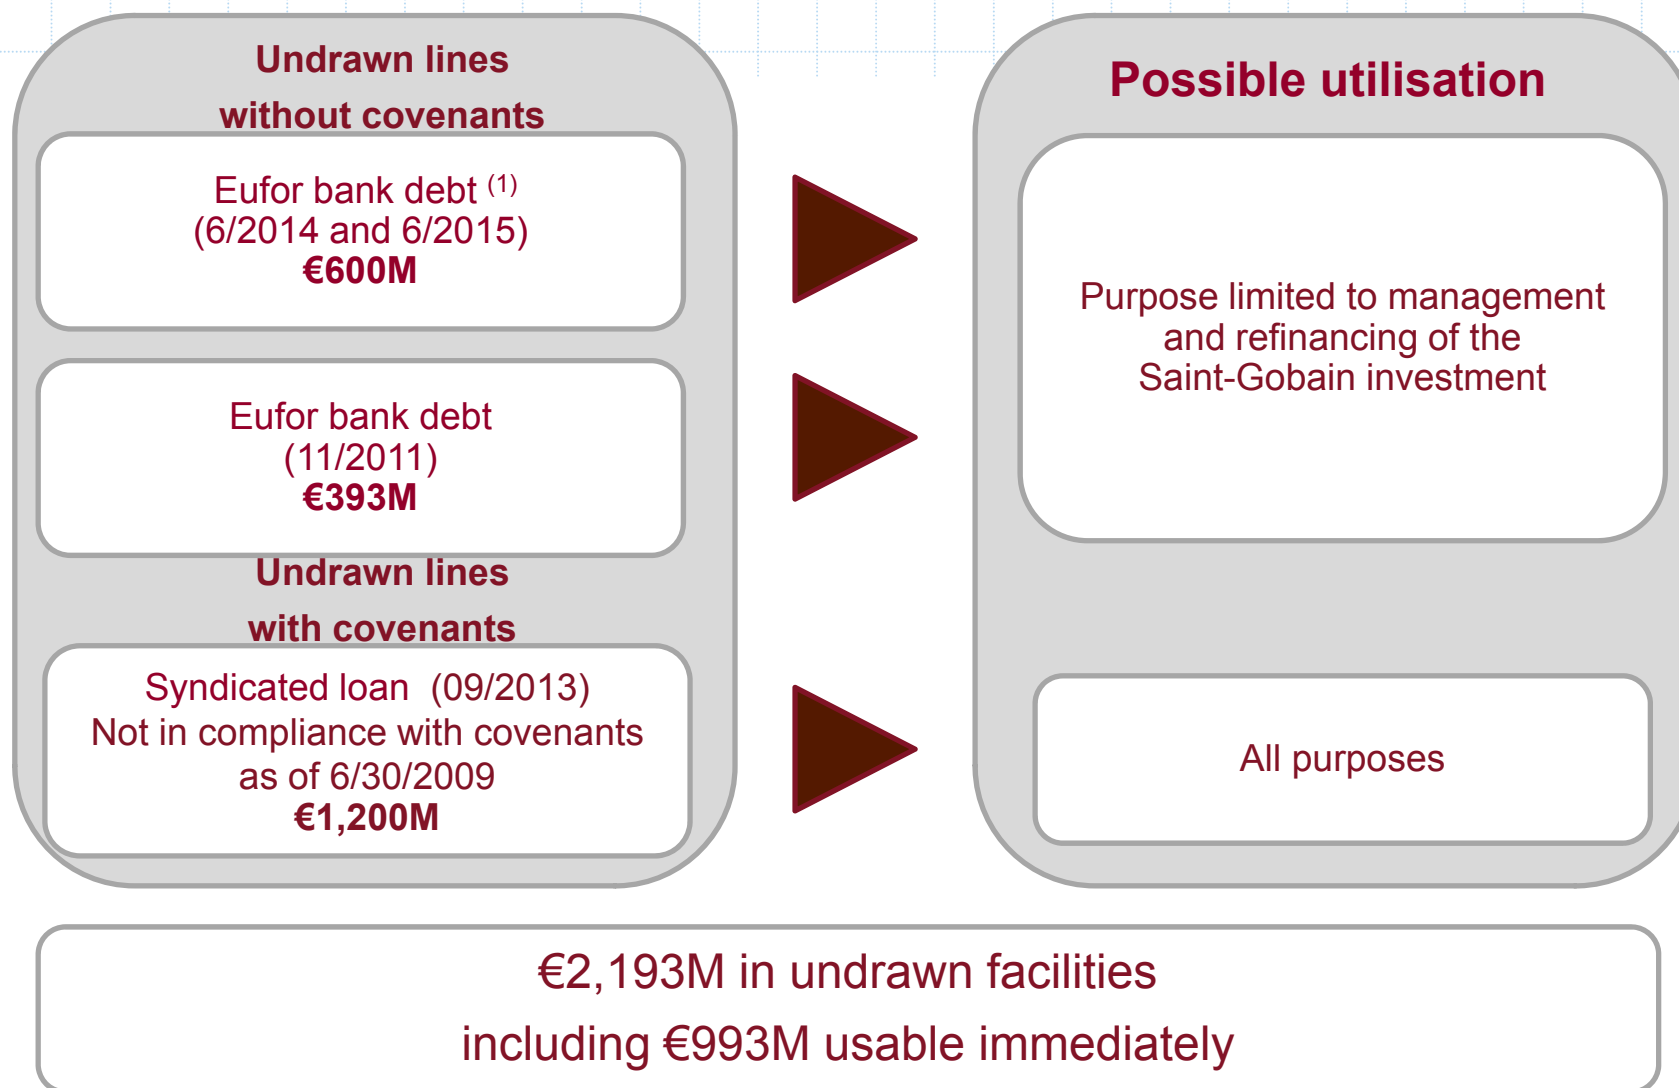 Undrawn lines
without covenants
Eufor bank debt (1)
(6/2014 and 6/2015)
€600M
Eufor bank debt
(11/2011)
€393M
Undrawn lines
with covenants
Syndicated loan (09/2013)
Not in compliance with covenants
as of 6/30/2009
€1,200M
Possible utilisation
Purpose limited to management
and refinancing of the
Saint-Gobain investment
All purposes
€2,193M in undrawn facilities
including €993M usable immediately